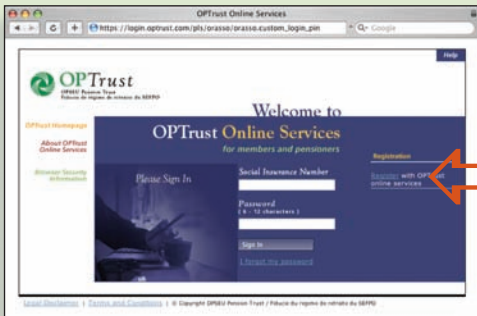 OPTrust Online Services
https://login.optrust.com/pls/orasso/orasso.custom_login_pin
Google
Help
OPTrust
OPSEU Pension Trust
Fiducie du régime de retraite du SEFPO
Welcome to
OPTrust Online Services
for members and pensioners
OPTrust Homepage
About OPTrust
Online Services
Browser Security
Information
Please Sign In
Social Insurance Number
Password
( 6 - 12 characters )
Sign In
I forgot my password
Registration
Register with OPTrust
online services
Legal Disclaimer | Terms and Conditions | © Copyright OPSEU Pension Trust / Fiducie du régime de retraite du SEFPO